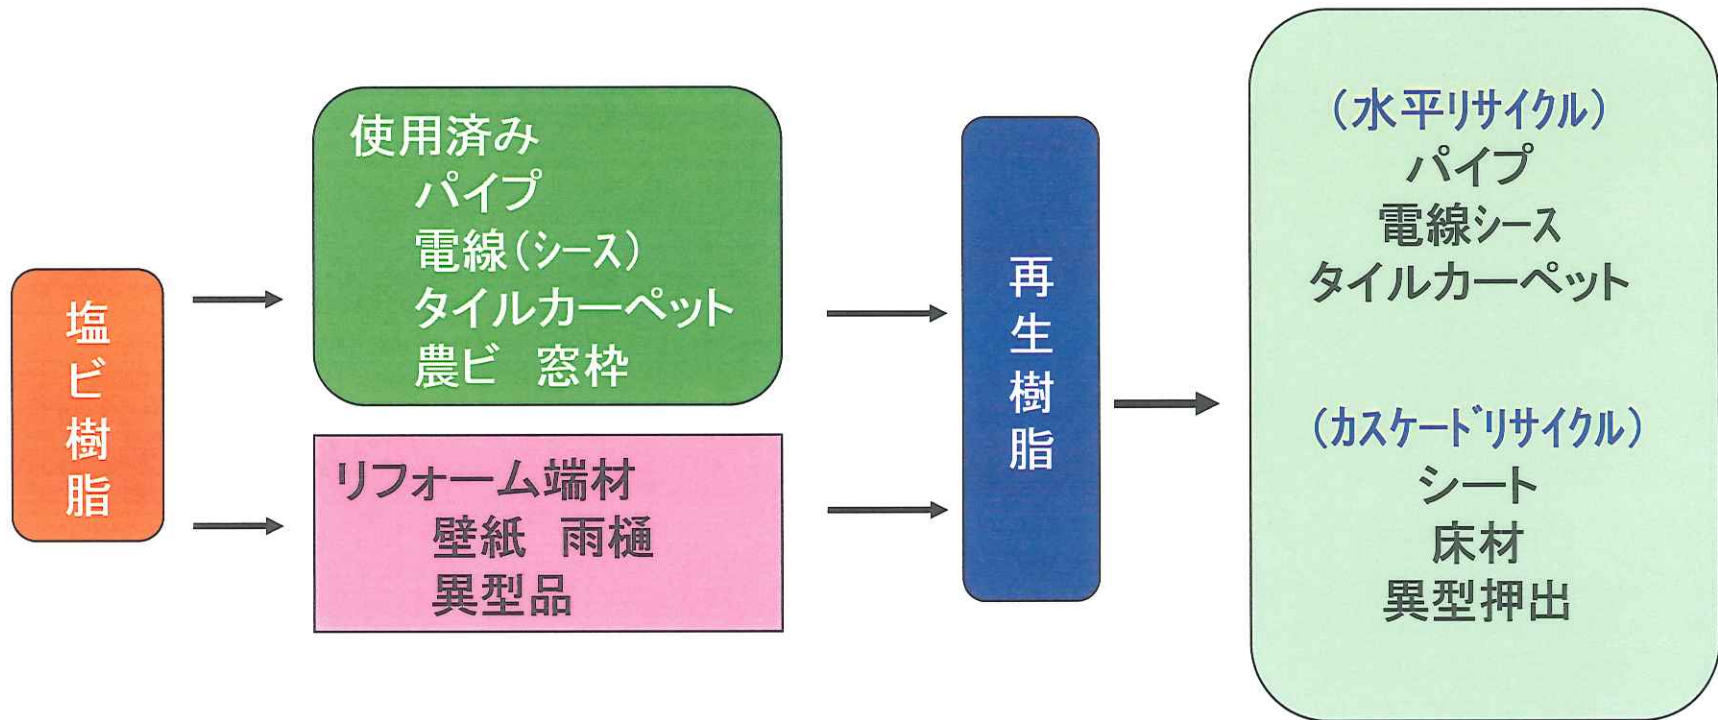 塩ビ樹脂
使用済み
パイプ
電線(シース)
タイルカーペット
農ビ　窓枠
リフォーム端材
壁紙　雨樋
異型品
再生樹脂
(水平リサイクル)
パイプ
電線シース
タイルカーペット
(カスケードリサイクル)
シート
床材
異型押出